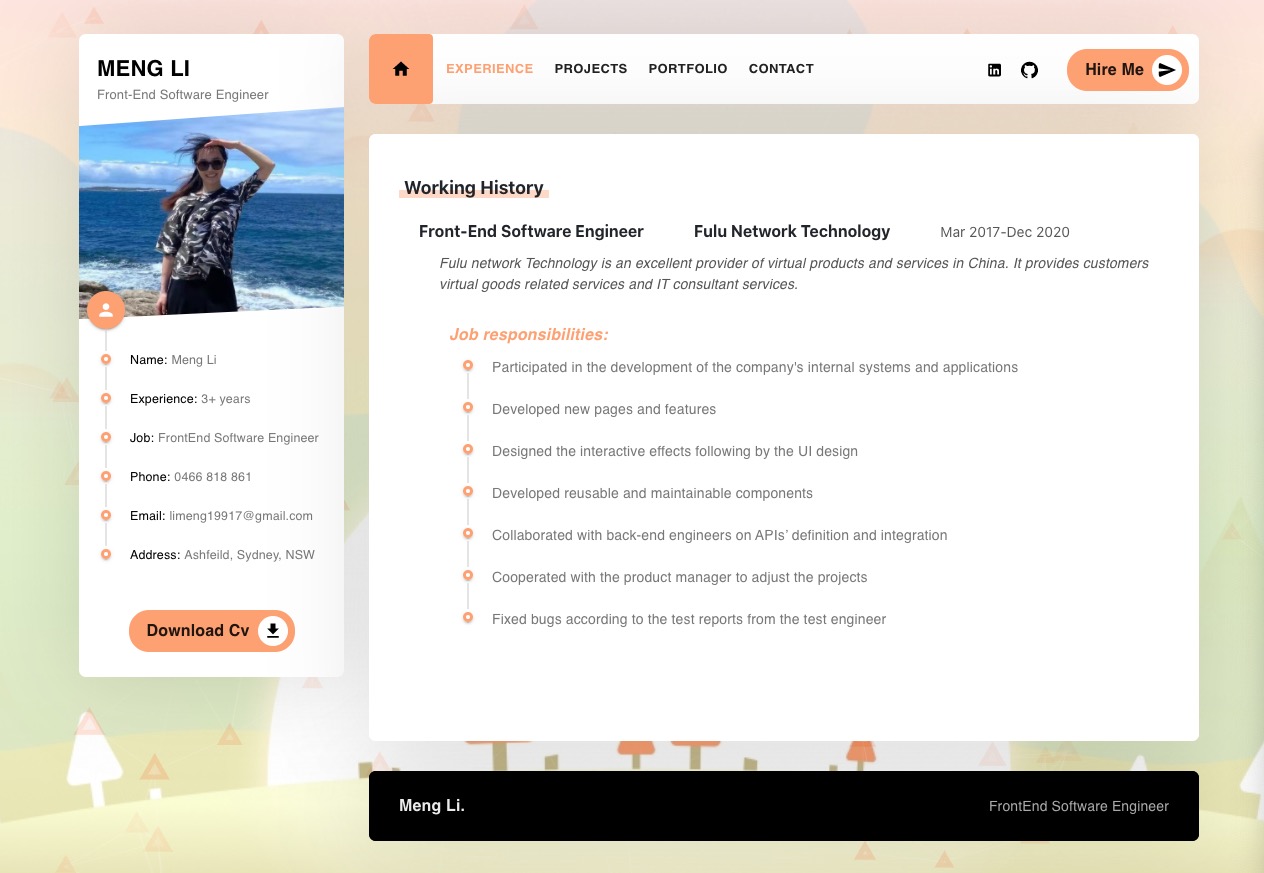 MENG LI
Front-End Software Engineer
Name: Meng Li
Experience: 3+ years
Job: FrontEnd Software Engineer
Phone: 0466 818 861
Email: limeng19917@gmail.com
Address: Ashfeild, Sydney, NSW
Download Cv
EXPERIENCE PROJECTS PORTFOLIO CONTACT
Hire Me
Working History
Front-End Software Engineer Fulu Network Technology Mar 2017-Dec 2020
Fulu network Technology is an excellent provider of virtual products and services in China. It provides customers
virtual goods related services and IT consultant services.
Job responsibilities:
Participated in the development of the company's internal systems and applications
Developed new pages and features
Designed the interactive effects following by the UI design
Developed reusable and maintainable components
Collaborated with back-end engineers on APIs’ definition and integration
Cooperated with the product manager to adjust the projects
Fixed bugs according to the test reports from the test engineer
Meng Li.
FrontEnd Software Engineer